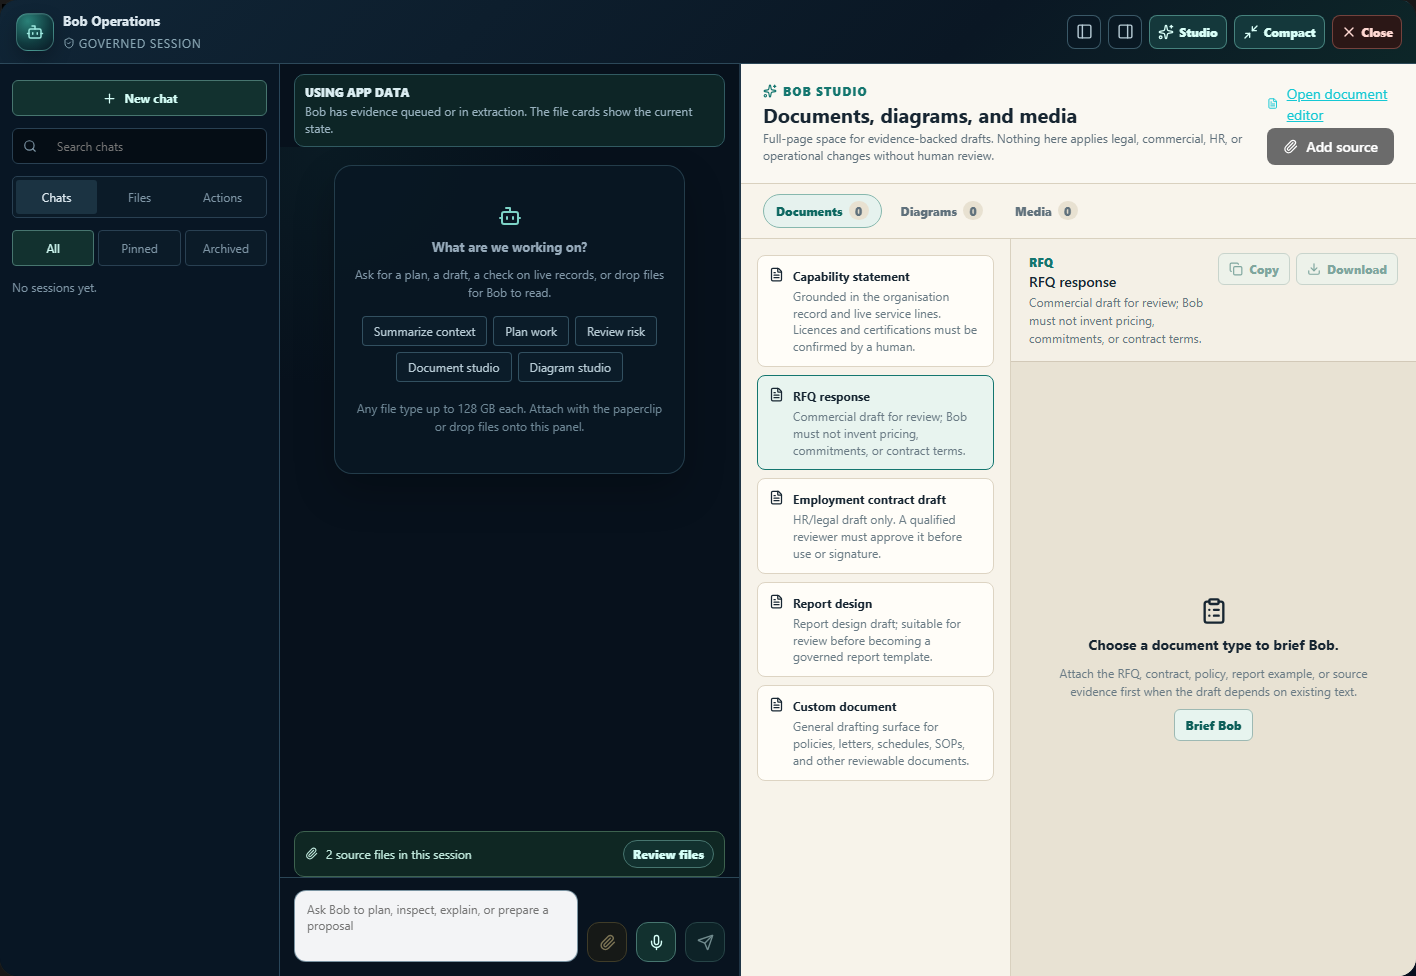 Bob Operations
GOVERNED SESSION
Studio
Compact
Close
New chat
Search chats
Chats
Files
Actions
All
Pinned
Archived
No sessions yet.
USING APP DATA
Bob has evidence queued or in extraction. The file cards show the current
state.
What are we working on?
Ask for a plan, a draft, a check on live records, or drop files
for Bob to read.
Summarize context
Plan work
Review risk
Document studio
Diagram studio
Any file type up to 128 GB each. Attach with the paperclip
or drop files onto this panel.
2 source files in this session
Review files
Ask Bob to plan, inspect, explain, or prepare a
proposal
BOB STUDIO
Documents, diagrams, and media
Full-page space for evidence-backed drafts. Nothing here applies legal, commercial, HR, or
operational changes without human review.
Open document
editor
Add source
Documents 0
Diagrams 0
Media 0
Capability statement
Grounded in the organisation
record and live service lines.
Licences and certifications must be
confirmed by a human.
RFQ response
Commercial draft for review; Bob
must not invent pricing,
commitments, or contract terms.
Employment contract draft
HR/legal draft only. A qualified
reviewer must approve it before
use or signature.
Report design
Report design draft; suitable for
review before becoming a
governed report template.
Custom document
General drafting surface for
policies, letters, schedules, SOPs,
and other reviewable documents.
RFQ
RFQ response
Commercial draft for review; Bob
must not invent pricing,
commitments, or contract terms.
Copy
Download
Choose a document type to brief Bob.
Attach the RFQ, contract, policy, report example, or source
evidence first when the draft depends on existing text.
Brief Bob